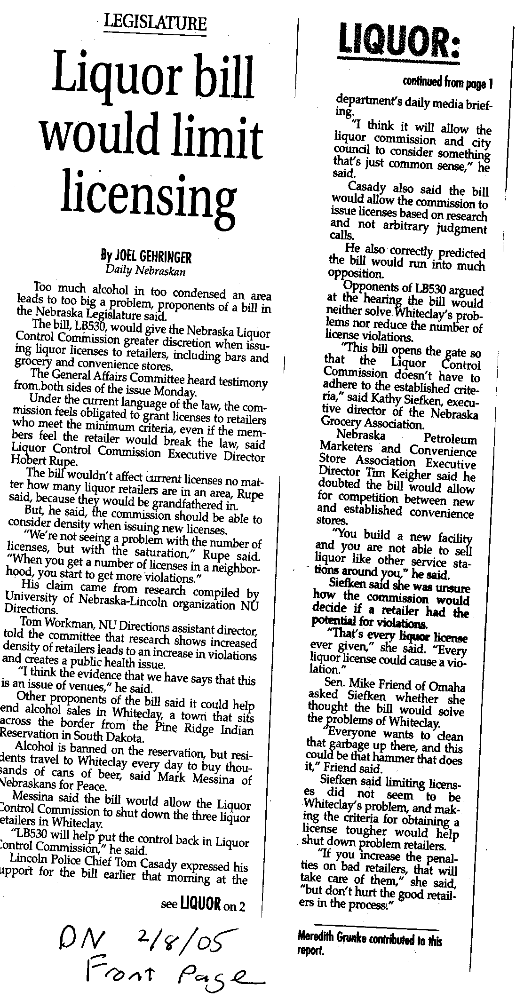 LEGISLATURE
Liquor bill
would limit
licensing
By JOEL GEHRINGER
Daily Nebraskan
Too much alcohol in too condensed an area
leads to too big a problem, proponents of a bill in
the Nebraska Legislature said.
The bill, LB530, would give the Nebraska Liquor
Control Commission greater discretion when issu-
ing liquor licenses to retailers, including bars and
grocery and convenience stores.
The General Affairs Committee heard testimony
from both sides of the issue Monday.
Under the current language of the law, the com-
mission feels obligated to grant licenses to retailers
who meet the minimum criteria, even if the mem-
bers feel the retailer would break the law, said
Liquor Control Commission Executive Director
Hobert Rupe.
The bill wouldn't affect current licenses no mat-
ter how many liquor retailers are in an area, Rupe
said, because they would be grandfathered in.
But, he said, the commission should be able to
consider density when issuing new licenses.
"We're not seeing a problem with the number of
licenses, but with the saturation," Rupe said.
"When you get a number of licenses in a neighbor-
hood, you start to get more violations."
His claim came from research compiled by
University of Nebraska-Lincoln organization NU
Directions.
Tom Workman, NU Directions assistant director,
told the committee that research shows increased
density of retailers leads to an increase in violations
and creates a public health issue.
"I think the evidence that we have says that this
is an issue of venues," he said.
Other proponents of the bill said it could help
end alcohol sales in Whiteclay, a town that sits
across the border from the Pine Ridge Indian
Reservation in South Dakota.
Alcohol is banned on the reservation, but resi-
dents travel to Whiteclay every day to buy thou-
sands of cans of beer, said Mark Messina of
Nebraskans for Peace.
Messina said the bill would allow the Liquor
Control Commission to shut down the three liquor
etailers in Whiteclay.
"LB530 will help put the control back in Liquor
Control Commission," he said.
Lincoln Police Chief Tom Casady expressed his
upport for the bill earlier that morning at the
see LIQUOR on 2
DN 2/8/05
Front Page
LIQUOR:
continued from page 1
department's daily media brief-
ing.
"I think it will allow the
liquor commission and city
council to consider something
that's just common sense," he
said.
Casady also said the bill
would allow the commission to
issue licenses based on research
and not arbitrary judgment
calls.
He also correctly predicted
the bill would run into much
opposition.
Opponents of LB530 argued
at the hearing the bill would
neither solve Whiteclay's prob-
lems nor reduce the number of
license violations.
"This bill opens the gate so
that the Liquor Control
Commission doesn't have to
adhere to the established crite-
ria," said Kathy Siefken, execu-
tive director of the Nebraska
Grocery Association.
Nebraska Petroleum
Marketers and Convenience
Store Association Executive
Director Tim Keigher said he
doubted the bill would allow
for competition between new
and established convenience
stores.
"You build a new facility
and you are not able to sell
liquor like other service sta-
tions around you," he said.
Siefken said she was unsure
how the commission would
decide if a retailer had the
potential for violations.
"That's every liquor license
ever given," she said. "Every
liquor license could cause a vio-
lation."
Sen. Mike Friend of Omaha
asked Siefken whether she
thought the bill would solve
the problems of Whiteclay.
"Everyone wants to clean
that garbage up there, and this
could be that hammer that does
it," Friend said.
Siefken said limiting licens-
es did not seem to be
Whiteclay's problem, and mak-
ing the criteria for obtaining a
license tougher would help
shut down problem retailers.
"If you increase the penal-
ties on bad retailers, that will
take care of them," she said,
"but don't hurt the good retail-
ers in the process."
Meredith Grunke contributed to this
report.